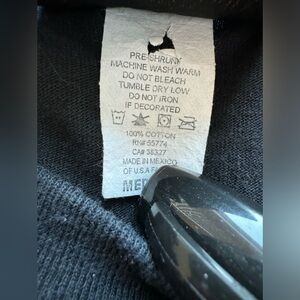 PRE-SHRUNK
MACHINE WASH WARM
DO NOT BLEACH
TUMBLE DRY LOW
DO NOT IRON
IF DECORATED
100% COTTON
RN# 55774
CA# 38327
MADE IN MEXICO
OF U.S.A